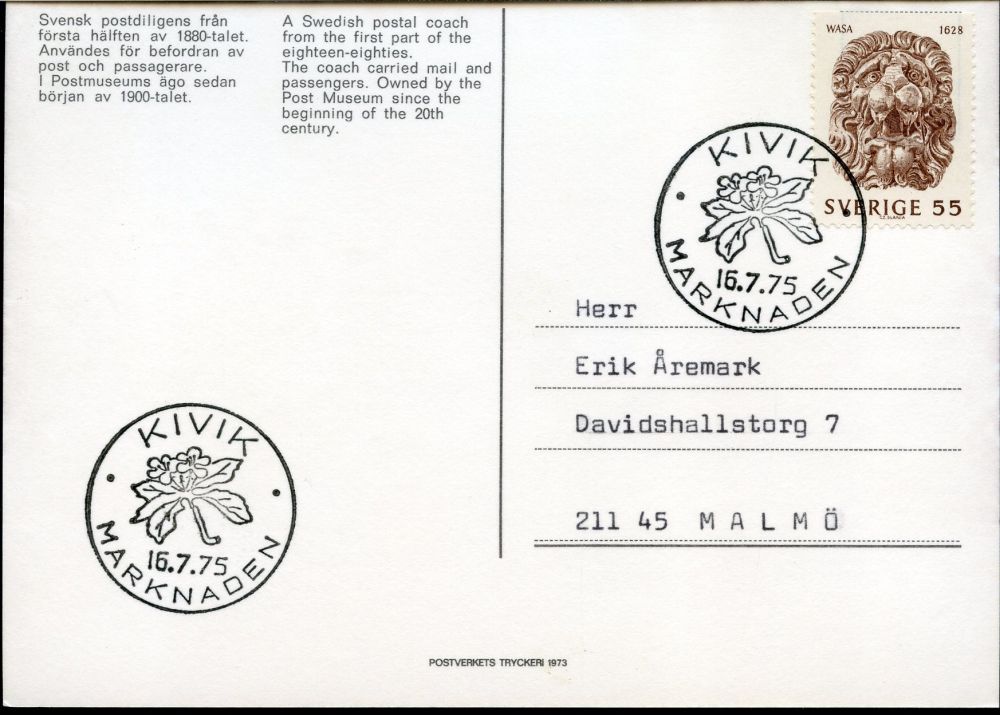 Svensk postdiligens från
första hälften av 1880-talet.
Användes för befordran av
post och passagerare.
I Postmuseums ägo sedan
början av 1900-talet.
A Swedish postal coach
from the first part of the
eighteen-eighties.
The coach carried mail and
passengers. Owned by the
Post Museum since the
beginning of the 20th
century.
WASA 1628
SVERIGE 55
CZ. SLANIA
KIVIK
16.7.75
MARKNADEN
Herr
Erik Åremark
Davidshallstorg 7
211 45 M A L M Ö
KIVIK
16.7.75
MARKNADEN
POSTVERKETS TRYCKERI 1973